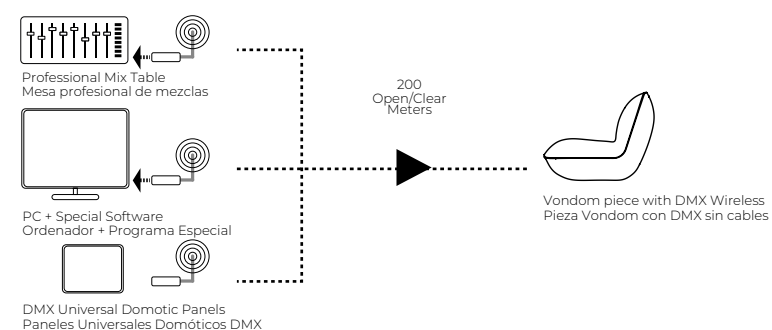 Professional Mix Table
Mesa profesional de mezclas
200
Open/Clear
Meters
PC + Special Software
Ordenador + Programa Especial
Vondom piece with DMX Wireless
Pieza Vondom con DMX sin cables
DMX Universal Domotic Panels
Paneles Universales Domóticos DMX